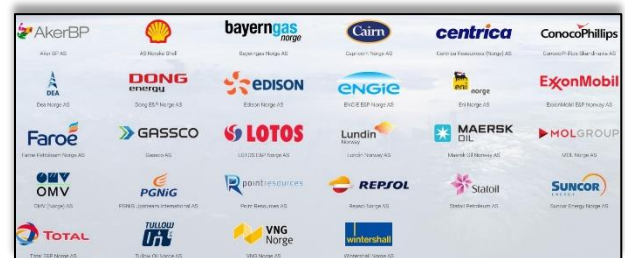 AkerBP
bayerngas norge
Cairn
centrica
ConocoPhillips
Aker BP AS
AS Norske Shell
Bayerngas Norge AS
Capricorn Norge AS
Centrica Resources (Norge) AS
ConocoPhillips Skandinavia AS
DEA
DONG energy
EDISON
ENGIE
eni norge
ExxonMobil
Dea Norge AS
Dong E&P Norge AS
Edison Norge AS
ENGIE E&P Norge AS
Eni Norge AS
ExxonMobil E&P Norway AS
Faroe Petroleum
GASSCO
LOTOS
Lundin Norway
MAERSK OIL
MOLGROUP
Faroe Petroleum Norge AS
Gassco AS
LOTOS E&P Norge AS
Lundin Norway AS
Maersk Oil Norway AS
MOL Norge AS
OMV
PGNiG
pointresources
REPSOL
Statoil
SUNCOR
OMV (Norge) AS
PGNiG Upstream International AS
Point Resources AS
Repsol Norge AS
Statoil Petroleum AS
Suncor Energy Norge AS
TOTAL
TULLOW Oil
VNG Norge
wintershall
Total E&P Norge AS
Tullow Oil Norge AS
VNG Norge AS
Wintershall Norge AS